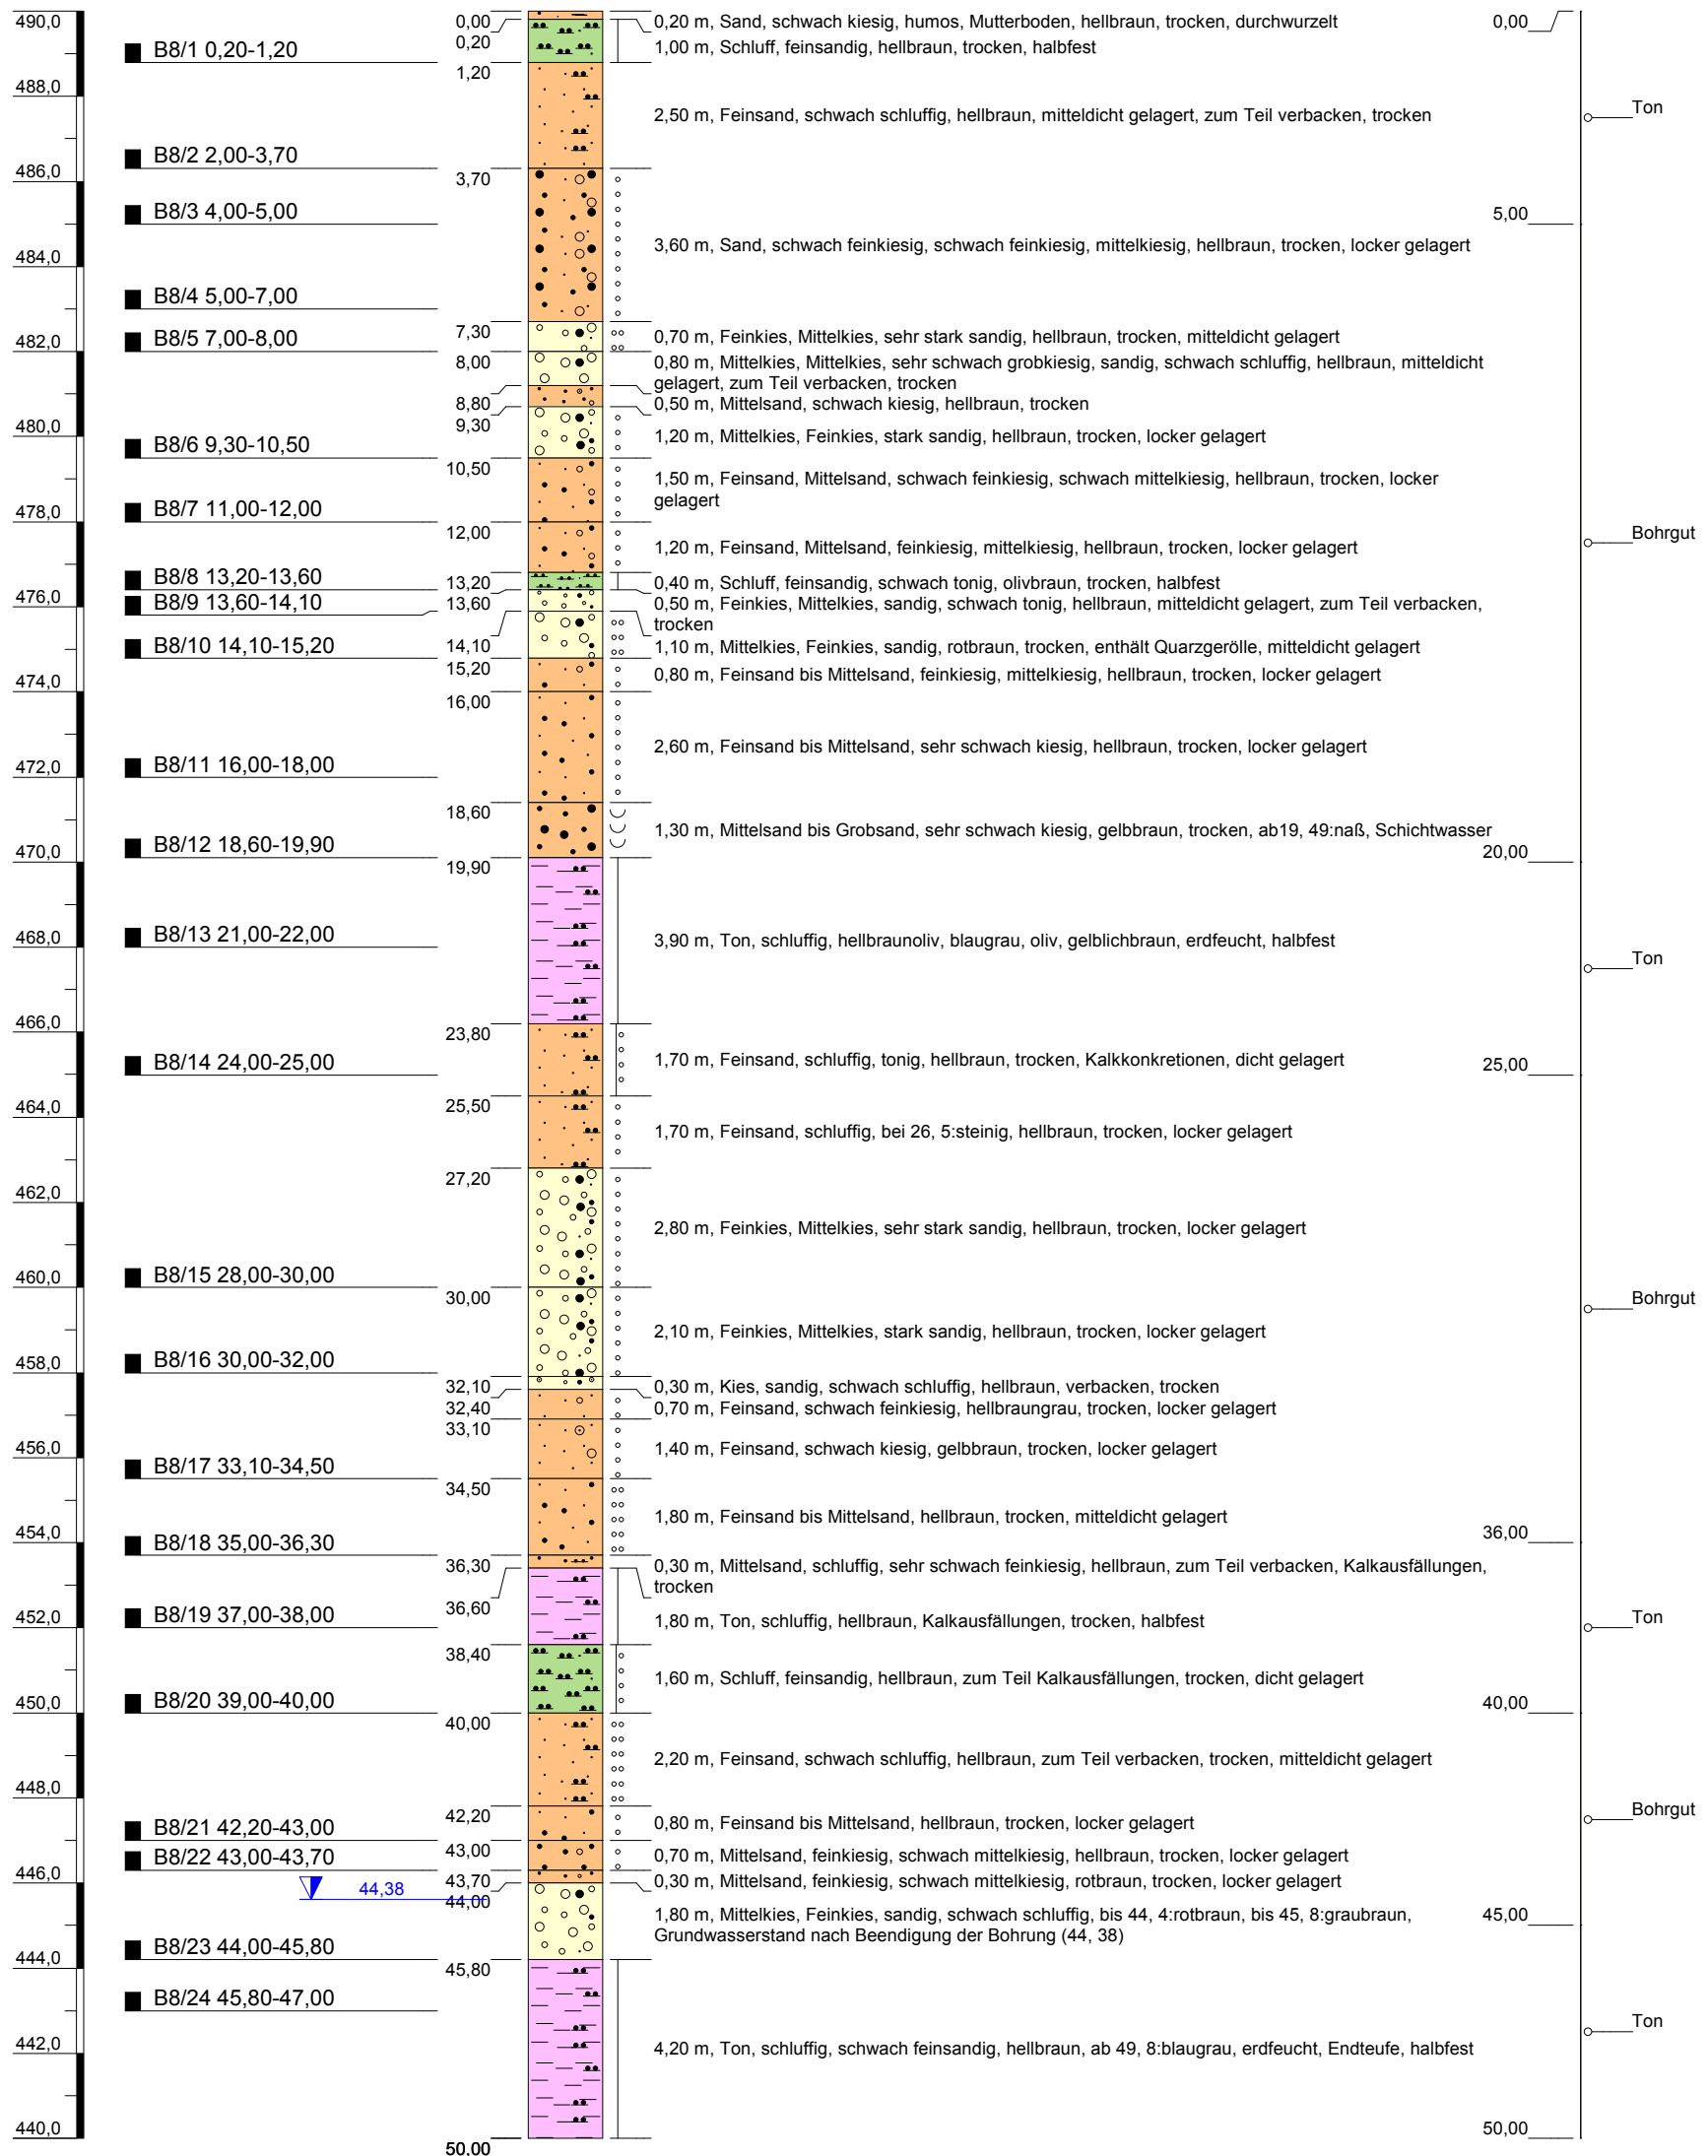 490,0
488,0
486,0
484,0
482,0
480,0
478,0
476,0
474,0
472,0
470,0
468,0
466,0
464,0
462,0
460,0
458,0
456,0
454,0
452,0
450,0
448,0
446,0
444,0
442,0
440,0
B8/1 0,20-1,20
B8/2 2,00-3,70
B8/3 4,00-5,00
B8/4 5,00-7,00
B8/5 7,00-8,00
B8/6 9,30-10,50
B8/7 11,00-12,00
B8/8 13,20-13,60
B8/9 13,60-14,10
B8/10 14,10-15,20
B8/11 16,00-18,00
B8/12 18,60-19,90
B8/13 21,00-22,00
B8/14 24,00-25,00
B8/15 28,00-30,00
B8/16 30,00-32,00
B8/17 33,10-34,50
B8/18 35,00-36,30
B8/19 37,00-38,00
B8/20 39,00-40,00
B8/21 42,20-43,00
B8/22 43,00-43,70
44,38
B8/23 44,00-45,80
B8/24 45,80-47,00
0,00
0,20
1,20
3,70
7,30
8,00
8,80
9,30
10,50
12,00
13,20
13,60
14,10
15,20
16,00
18,60
19,90
23,80
25,50
27,20
30,00
32,10
32,40
33,10
34,50
36,30
36,60
38,40
40,00
42,20
43,00
43,70
44,00
45,80
50,00
0,20 m, Sand, schwach kiesig, humos, Mutterboden, hellbraun, trocken, durchwurzelt
1,00 m, Schluff, feinsandig, hellbraun, trocken, halbfest
2,50 m, Feinsand, schwach schluffig, hellbraun, mitteldicht gelagert, zum Teil verbacken, trocken
3,60 m, Sand, schwach feinkiesig, schwach feinkiesig, mittelkiesig, hellbraun, trocken, locker gelagert
0,70 m, Feinkies, Mittelkies, sehr stark sandig, hellbraun, trocken, mitteldicht gelagert
0,80 m, Mittelkies, Mittelkies, sehr schwach grobkiesig, sandig, schwach schluffig, hellbraun, mitteldicht
gelagert, zum Teil verbacken, trocken
0,50 m, Mittelsand, schwach kiesig, hellbraun, trocken
1,20 m, Mittelkies, Feinkies, stark sandig, hellbraun, trocken, locker gelagert
1,50 m, Feinsand, Mittelsand, schwach feinkiesig, schwach mittelkiesig, hellbraun, trocken, locker
gelagert
1,20 m, Feinsand, Mittelsand, feinkiesig, mittelkiesig, hellbraun, trocken, locker gelagert
0,40 m, Schluff, feinsandig, schwach tonig, olivbraun, trocken, halbfest
0,50 m, Feinkies, Mittelkies, sandig, schwach tonig, hellbraun, mitteldicht gelagert, zum Teil verbacken,
trocken
1,10 m, Mittelkies, Feinkies, sandig, rotbraun, trocken, enthält Quarzgerölle, mitteldicht gelagert
0,80 m, Feinsand bis Mittelsand, feinkiesig, mittelkiesig, hellbraun, trocken, locker gelagert
2,60 m, Feinsand bis Mittelsand, sehr schwach kiesig, hellbraun, trocken, locker gelagert
1,30 m, Mittelsand bis Grobsand, sehr schwach kiesig, gelbbraun, trocken, ab19, 49:naß, Schichtwasser
3,90 m, Ton, schluffig, hellbraunoliv, blaugrau, oliv, gelblichbraun, erdfeucht, halbfest
1,70 m, Feinsand, schluffig, tonig, hellbraun, trocken, Kalkkonkretionen, dicht gelagert
1,70 m, Feinsand, schluffig, bei 26, 5:steinig, hellbraun, trocken, locker gelagert
2,80 m, Feinkies, Mittelkies, sehr stark sandig, hellbraun, trocken, locker gelagert
2,10 m, Feinkies, Mittelkies, stark sandig, hellbraun, trocken, locker gelagert
0,30 m, Kies, sandig, schwach schluffig, hellbraun, verbacken, trocken
0,70 m, Feinsand, schwach feinkiesig, hellbraungrau, trocken, locker gelagert
1,40 m, Feinsand, schwach kiesig, gelbbraun, trocken, locker gelagert
1,80 m, Feinsand bis Mittelsand, hellbraun, trocken, mitteldicht gelagert
0,30 m, Mittelsand, schluffig, sehr schwach feinkiesig, hellbraun, zum Teil verbacken, Kalkausfällungen,
trocken
1,80 m, Ton, schluffig, hellbraun, Kalkausfällungen, trocken, halbfest
1,60 m, Schluff, feinsandig, hellbraun, zum Teil Kalkausfällungen, trocken, dicht gelagert
2,20 m, Feinsand, schwach schluffig, hellbraun, zum Teil verbacken, trocken, mitteldicht gelagert
0,80 m, Feinsand bis Mittelsand, hellbraun, trocken, locker gelagert
0,70 m, Mittelsand, feinkiesig, schwach mittelkiesig, hellbraun, trocken, locker gelagert
0,30 m, Mittelsand, feinkiesig, schwach mittelkiesig, rotbraun, trocken, locker gelagert
1,80 m, Mittelkies, Feinkies, sandig, schwach schluffig, bis 44, 4:rotbraun, bis 45, 8:graubraun,
Grundwasserstand nach Beendigung der Bohrung (44, 38)
4,20 m, Ton, schluffig, schwach feinsandig, hellbraun, ab 49, 8:blaugrau, erdfeucht, Endteufe, halbfest
0,00
5,00
20,00
25,00
36,00
40,00
45,00
50,00
Ton
Bohrgut
Ton
Bohrgut
Ton
Bohrgut
Ton